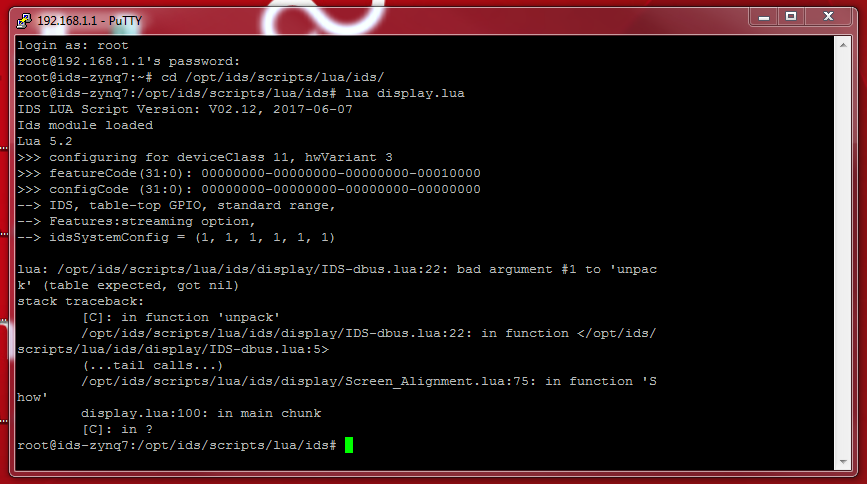 192.168.1.1 - PuTTY
login as: root
root@192.168.1.1's password:
root@ids-zynq7:~# cd /opt/ids/scripts/lua/ids/
root@ids-zynq7:/opt/ids/scripts/lua/ids# lua display.lua
IDS LUA Script Version: V02.12, 2017-06-07
Ids module loaded
Lua 5.2
>>> configuring for deviceClass 11, hwVariant 3
>>> featureCode(31:0): 00000000-00000000-00000000-00010000
>>> configCode (31:0): 00000000-00000000-00000000-00000000
--> IDS, table-top GPIO, standard range,
--> Features:streaming option,
--> idsSystemConfig = (1, 1, 1, 1, 1, 1)
lua: /opt/ids/scripts/lua/ids/display/IDS-dbus.lua:22: bad argument #1 to 'unpac
k' (table expected, got nil)
stack traceback:
[C]: in function 'unpack'
/opt/ids/scripts/lua/ids/display/IDS-dbus.lua:22: in function </opt/ids/
scripts/lua/ids/display/IDS-dbus.lua:5>
(...tail calls...)
/opt/ids/scripts/lua/ids/display/Screen_Alignment.lua:75: in function 'S
how'
display.lua:100: in main chunk
[C]: in ?
root@ids-zynq7:/opt/ids/scripts/lua/ids#